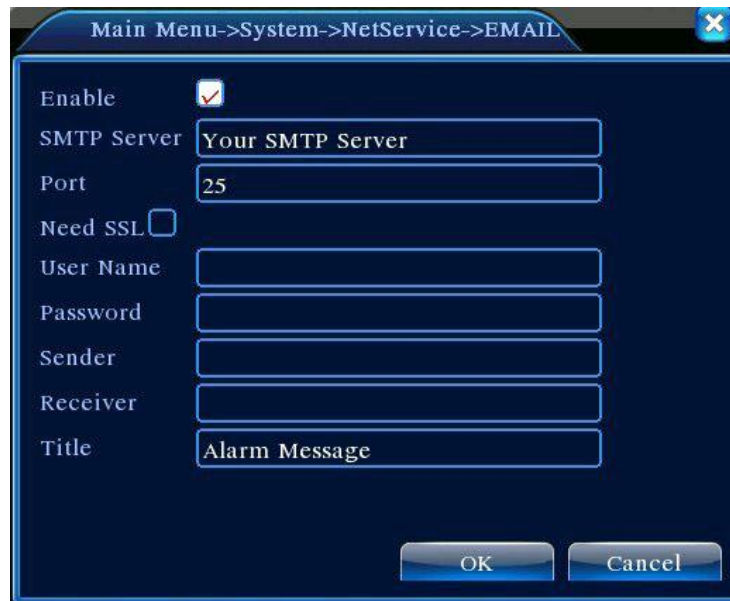 Main Menu->System->NetService->EMAIL
Enable
SMTP Server Your SMTP Server
Port 25
Need SSL
User Name
Password
Sender
Receiver
Title Alarm Message
OK Cancel